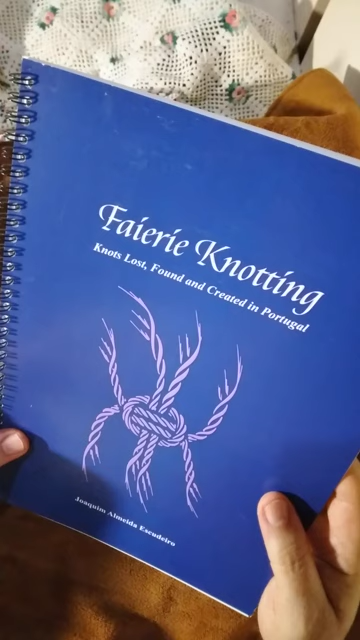 Faierie Knotting
Knots Lost, Found and Created in Portugal
Joaquim Almeida Escudeiro